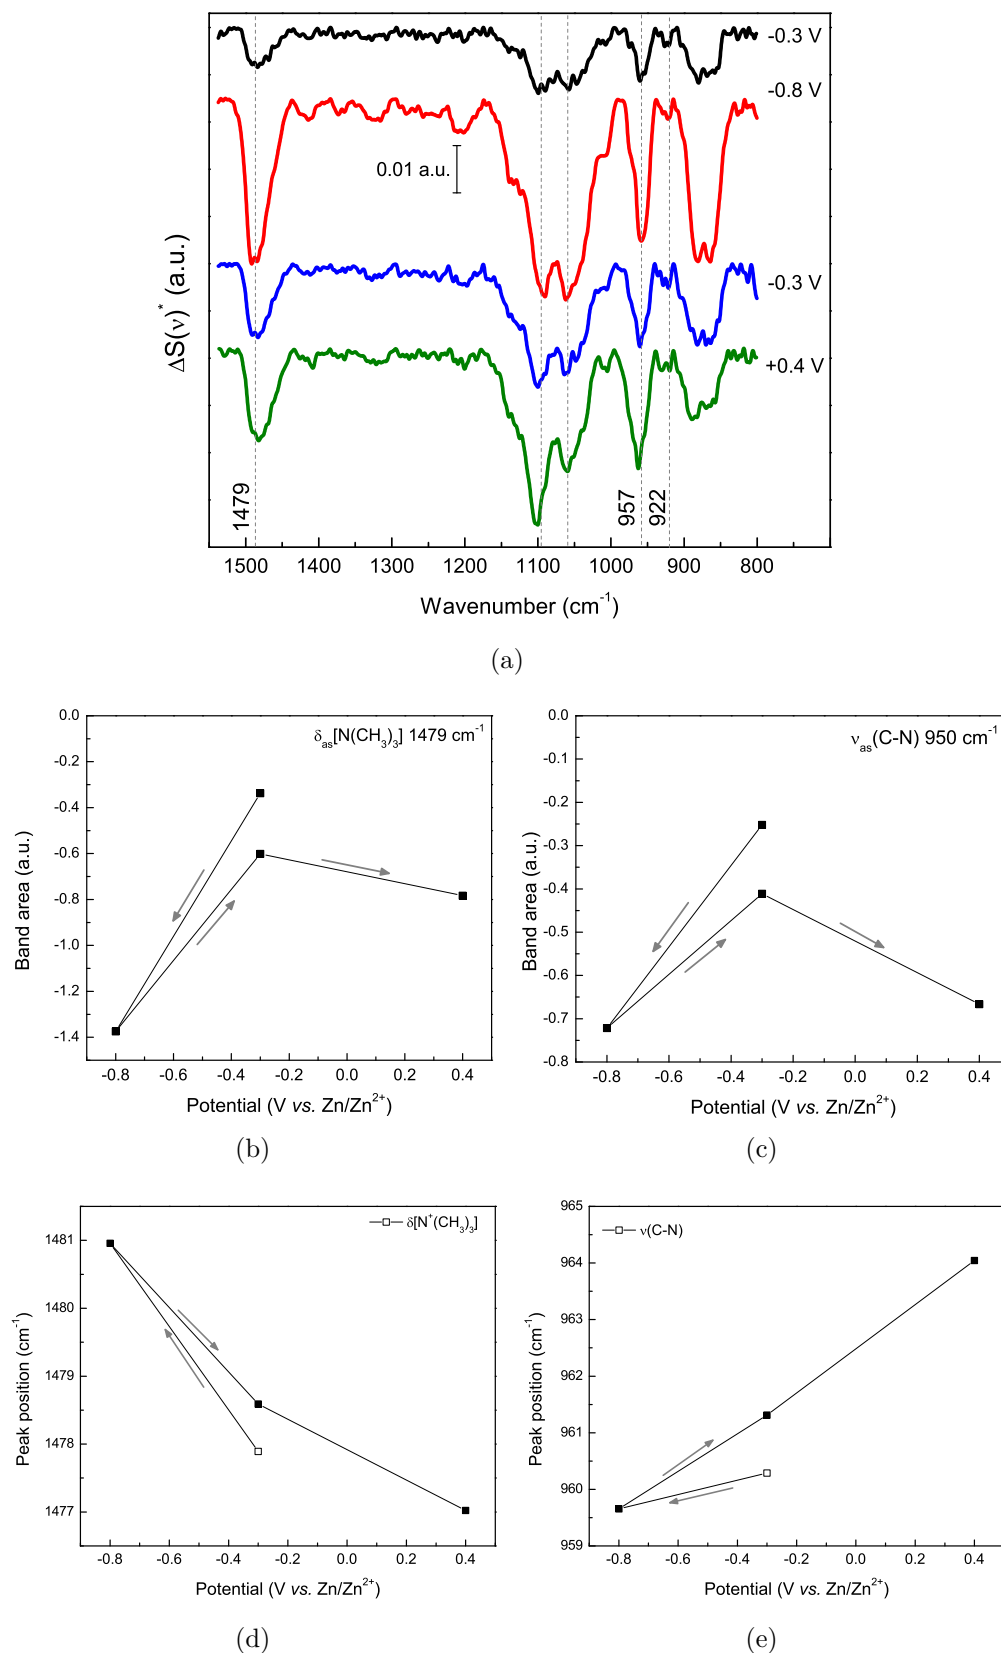 -0.3 V
-0.8 V
0.01 a.u.
-0.3 V
+0.4 V
1479
957
922
ΔS(ν)* (a.u.)
1500 1400 1300 1200 1100 1000 900 800
Wavenumber (cm⁻¹)
(a)
δas[N(CH3)3] 1479 cm⁻¹
0.0
-0.2
-0.4
-0.6
-0.8
-1.0
-1.2
-1.4
Band area (a.u.)
-0.8 -0.6 -0.4 -0.2 0.0 0.2 0.4
Potential (V vs. Zn/Zn²⁺)
(b)
νas(C-N) 950 cm⁻¹
0.0
-0.1
-0.2
-0.3
-0.4
-0.5
-0.6
-0.7
-0.8
Band area (a.u.)
-0.8 -0.6 -0.4 -0.2 0.0 0.2 0.4
Potential (V vs. Zn/Zn²⁺)
(c)
δ[N⁺(CH3)3]
1481
1480
1479
1478
1477
Peak position (cm⁻¹)
-0.8 -0.6 -0.4 -0.2 0.0 0.2 0.4
Potential (V vs. Zn/Zn²⁺)
(d)
ν(C-N)
965
964
963
962
961
960
959
Peak position (cm⁻¹)
-0.8 -0.6 -0.4 -0.2 0.0 0.2 0.4
Potential (V vs. Zn/Zn²⁺)
(e)